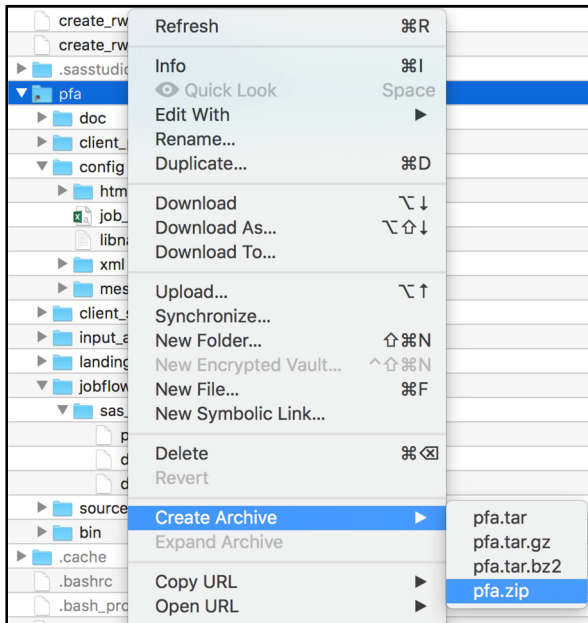 create_rw
create_rw
.sasstudio
pfa
doc
client_
config
htm
job_
libna
xml
mes
client_s
input_a
landing
jobflow
sas_
p
d
d
source
bin
.cache
.bashrc
.bash_pro
Refresh ⌘R
Info ⌘I
Quick Look Space
Edit With ▶
Rename...
Duplicate... ⌘D
Download ⌥↓
Download As... ⌥⇧↓
Download To...
Upload... ⌥↑
Synchronize...
New Folder... ⇧⌘N
New Encrypted Vault... ^⇧⌘N
New File... ⌘F
New Symbolic Link...
Delete ⌘⌫
Revert
Create Archive ▶
Expand Archive
Copy URL ▶
Open URL ▶
pfa.tar
pfa.tar.gz
pfa.tar.bz2
pfa.zip